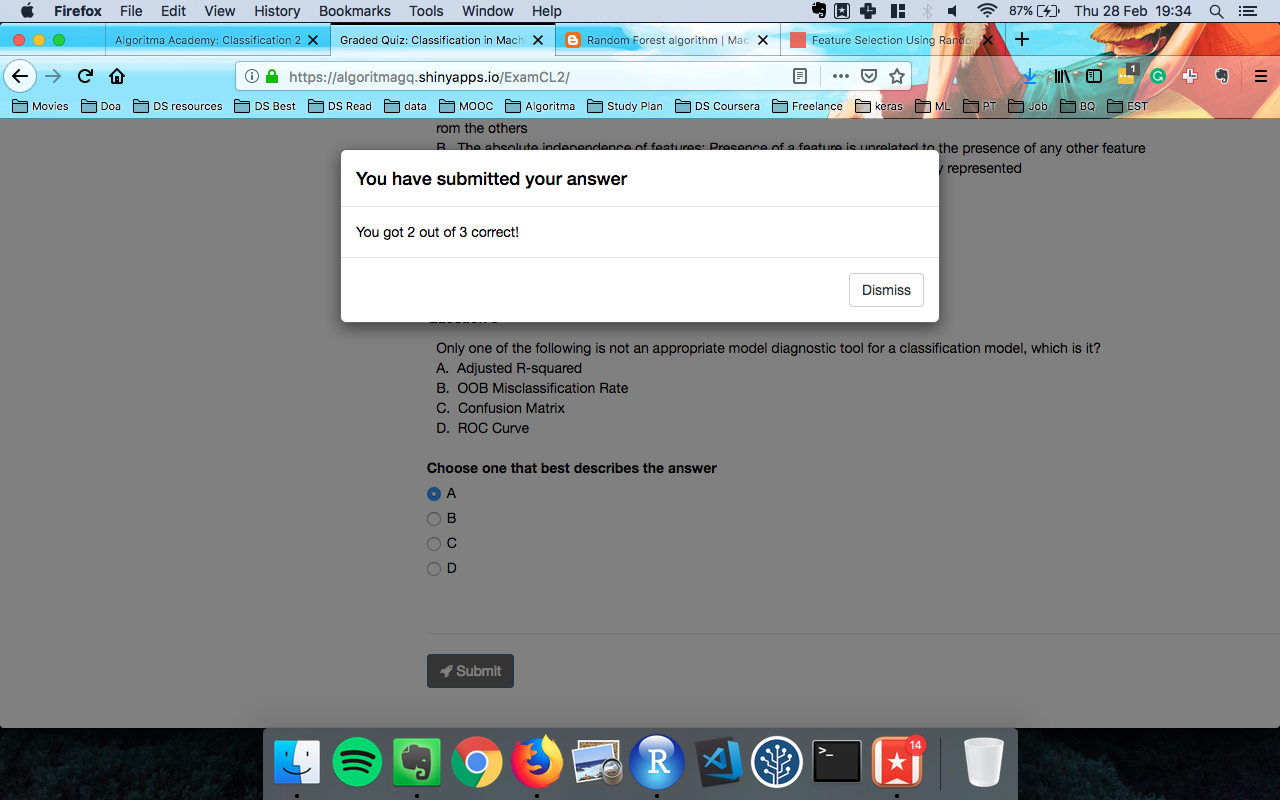 Firefox File Edit View History Bookmarks Tools Window Help 87% Thu 28 Feb 19:34
Algoritma Academy: Classification 2 Graded Quiz: Classification in Mach Random Forest algorithm | Mac Feature Selection Using Rando
https://algoritmagq.shinyapps.io/ExamCL2/ 1
Movies Doa DS resources DS Best DS Read data MOOC Algoritma Study Plan DS Coursera Freelance keras ML PT Job BQ EST
rom the others
B. The absolute independence of features: Presence of a feature is unrelated to the presence of any other feature
represented
You have submitted your answer
You got 2 out of 3 correct!
Dismiss
Only one of the following is not an appropriate model diagnostic tool for a classification model, which is it?
A. Adjusted R-squared
B. OOB Misclassification Rate
C. Confusion Matrix
D. ROC Curve
Choose one that best describes the answer
A
B
C
D
Submit
R
>_
14